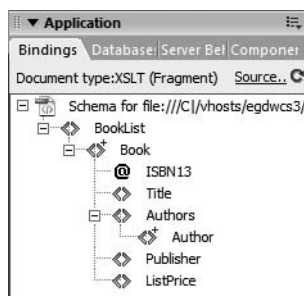 Application
Bindings Database Server Bel Componer
Document type:XSLT (Fragment) Source..
Schema for file:///C|/vhosts/egdwcs3/
BookList
Book
@ ISBN13
Title
Authors
Author
Publisher
ListPrice